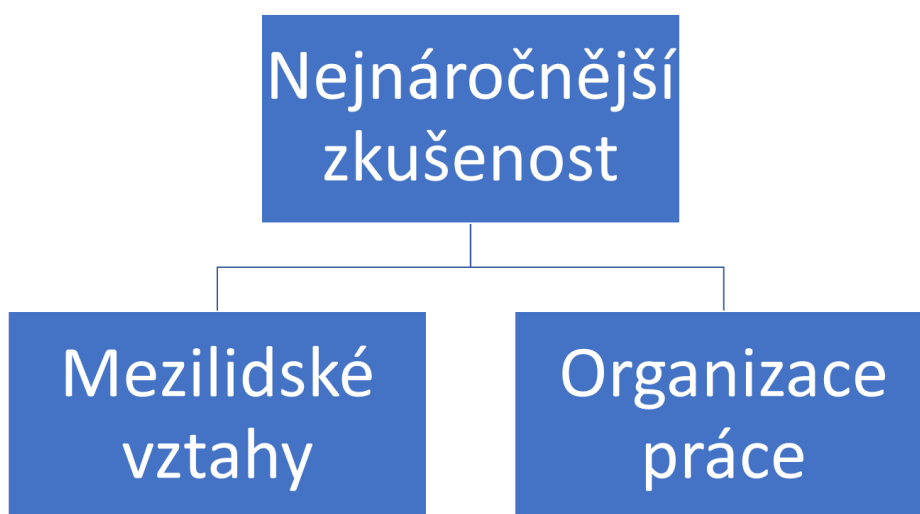 Nejnáročnější
zkušenost
Mezilidské
vztahy
Organizace
práce